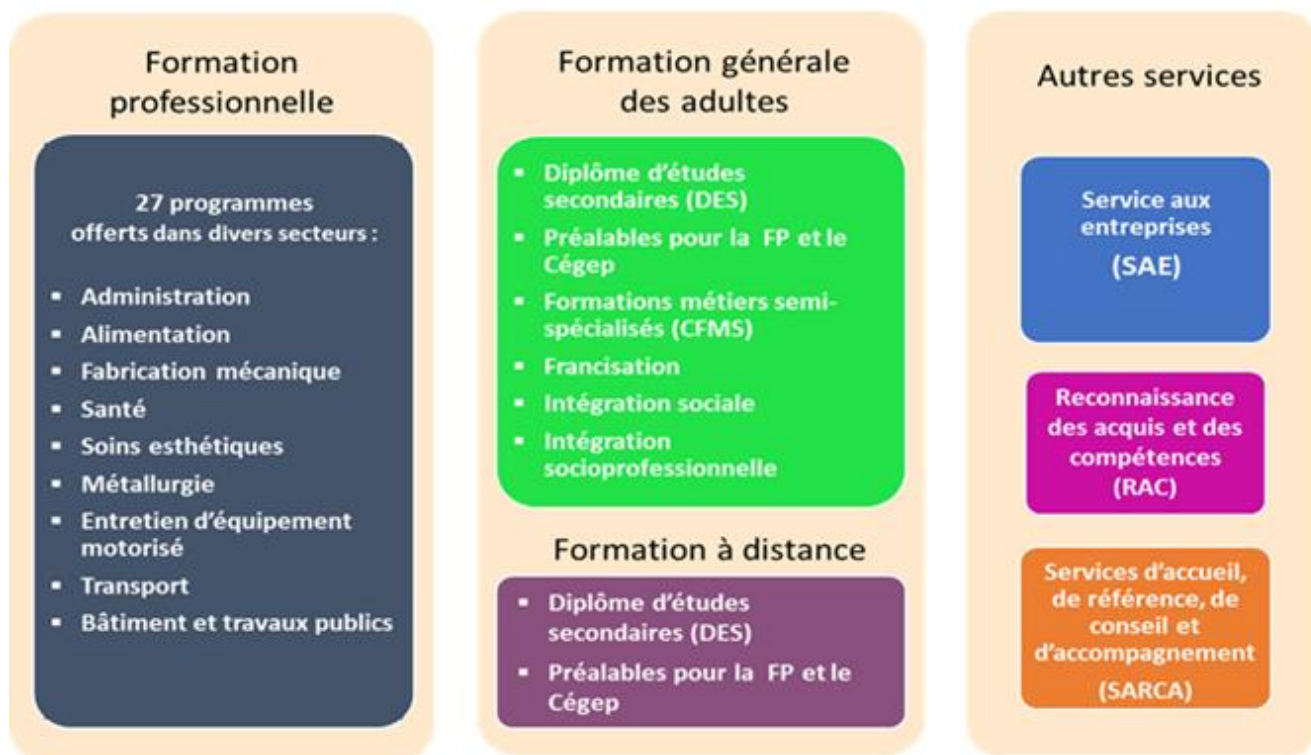 Formation
professionnelle
27 programmes
offerts dans divers secteurs :
▪ Administration
▪ Alimentation
▪ Fabrication mécanique
▪ Santé
▪ Soins esthétiques
▪ Métallurgie
▪ Entretien d'équipement
motorisé
▪ Transport
▪ Bâtiment et travaux publics
Formation générale
des adultes
▪ Diplôme d'études
secondaires (DES)
▪ Préalables pour la FP et le
Cégep
▪ Formations métiers semi-
spécialisés (CFMS)
▪ Francisation
▪ Intégration sociale
▪ Intégration
socioprofessionnelle
Formation à distance
▪ Diplôme d'études
secondaires (DES)
▪ Préalables pour la FP et le
Cégep
Autres services
Service aux
entreprises
(SAE)
Reconnaissance
des acquis et des
compétences
(RAC)
Services d'accueil,
de référence, de
conseil et
d'accompagnement
(SARCA)